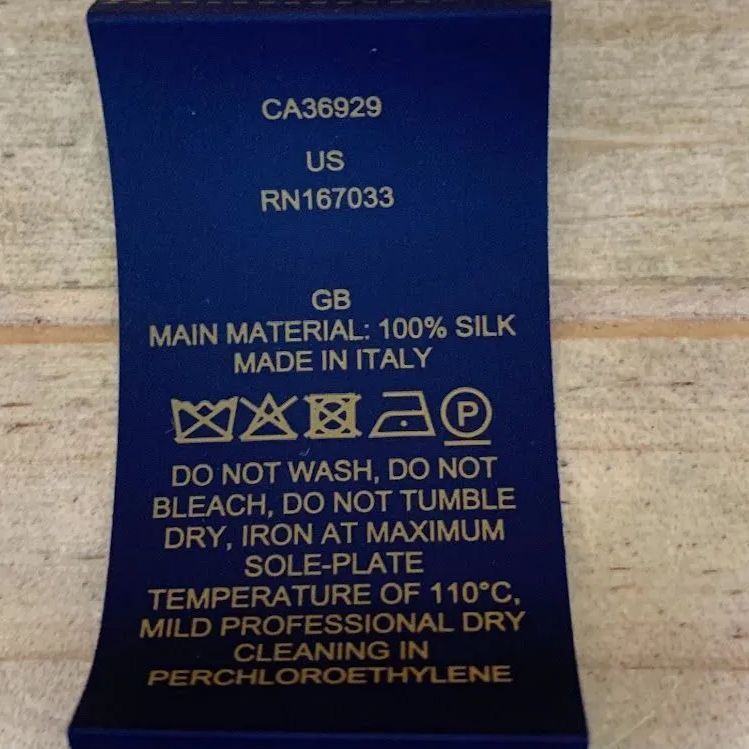 CA36929
US
RN167033
GB
MAIN MATERIAL: 100% SILK
MADE IN ITALY
P
DO NOT WASH, DO NOT
BLEACH, DO NOT TUMBLE
DRY, IRON AT MAXIMUM
SOLE-PLATE
TEMPERATURE OF 110°C,
MILD PROFESSIONAL DRY
CLEANING IN
PERCHLOROETHYLENE